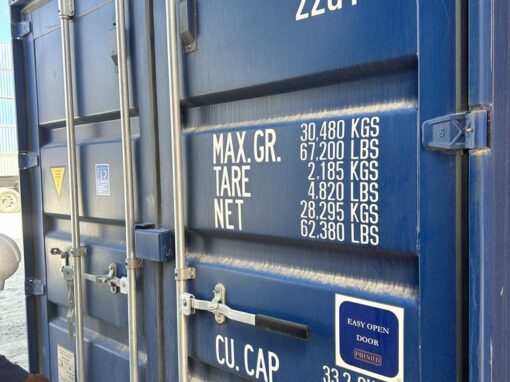 MAX. GR. 30,480 KGS
67,200 LBS
TARE 2,185 KGS
4,820 LBS
NET 28,295 KGS
62,380 LBS
EASY OPEN
DOOR
PATENTED
CU. CAP